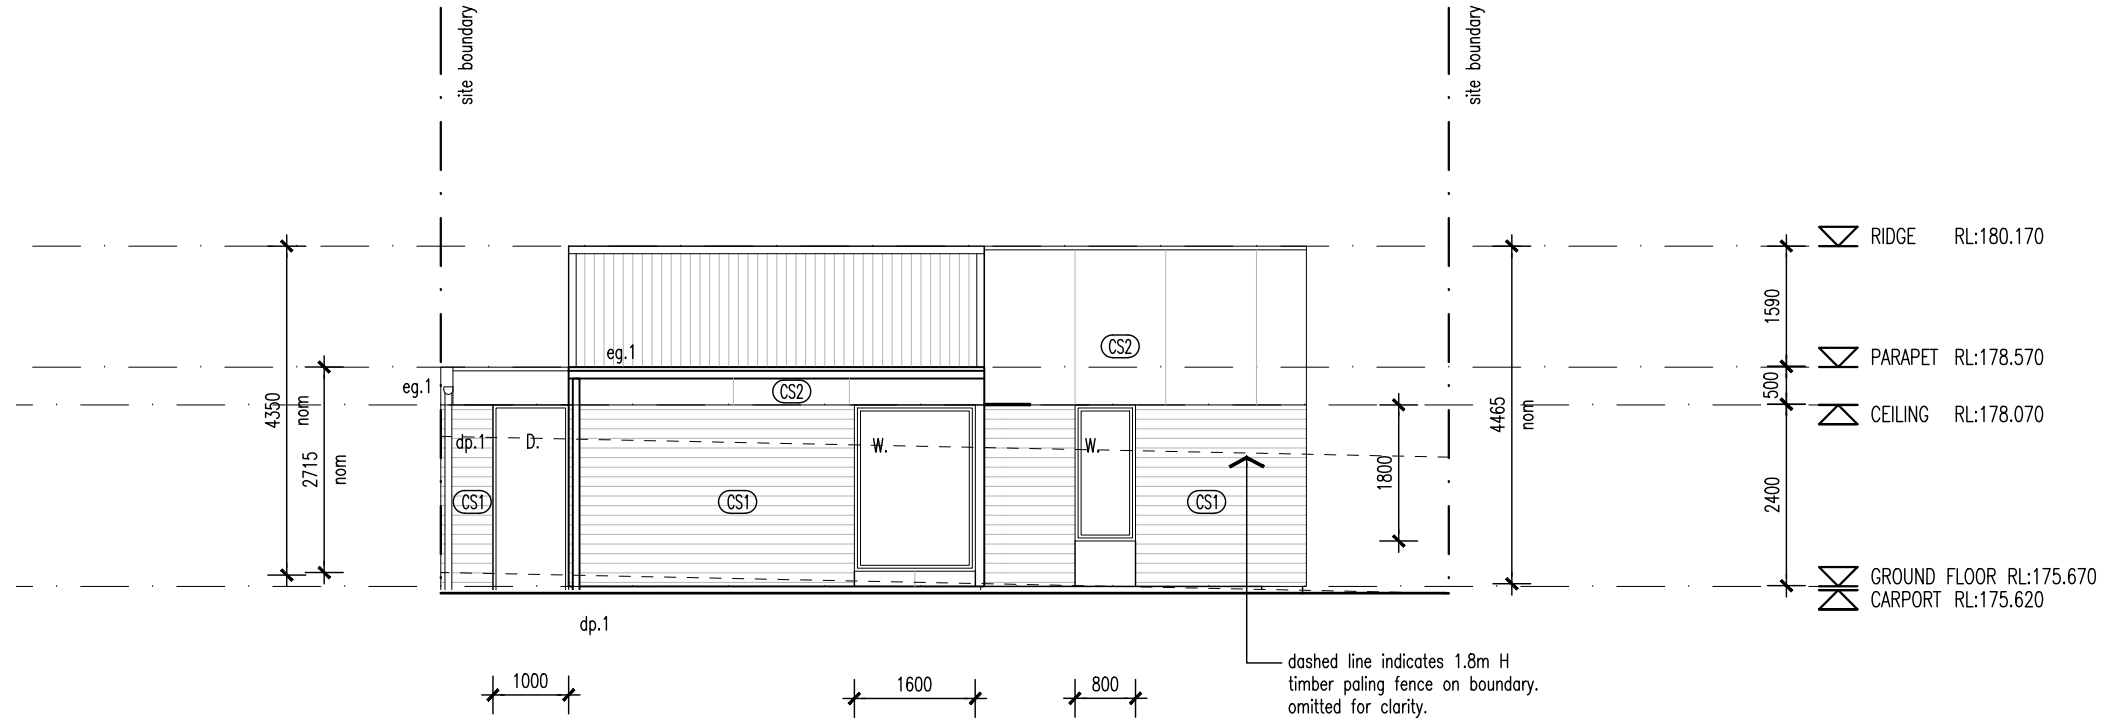 site boundary
site boundary
RIDGE RL:180.170
1590
4350
nom
eg.1
CS2
PARAPET RL:178.570
eg.1
CS2
500
4465
nom
CEILING RL:178.070
2715
nom
dp.1
D.
W.
W.
1800
CS1
CS1
CS1
2400
GROUND FLOOR RL:175.670
CARPORT RL:175.620
dp.1
1000
1600
800
dashed line indicates 1.8m H
timber paling fence on boundary.
omitted for clarity.